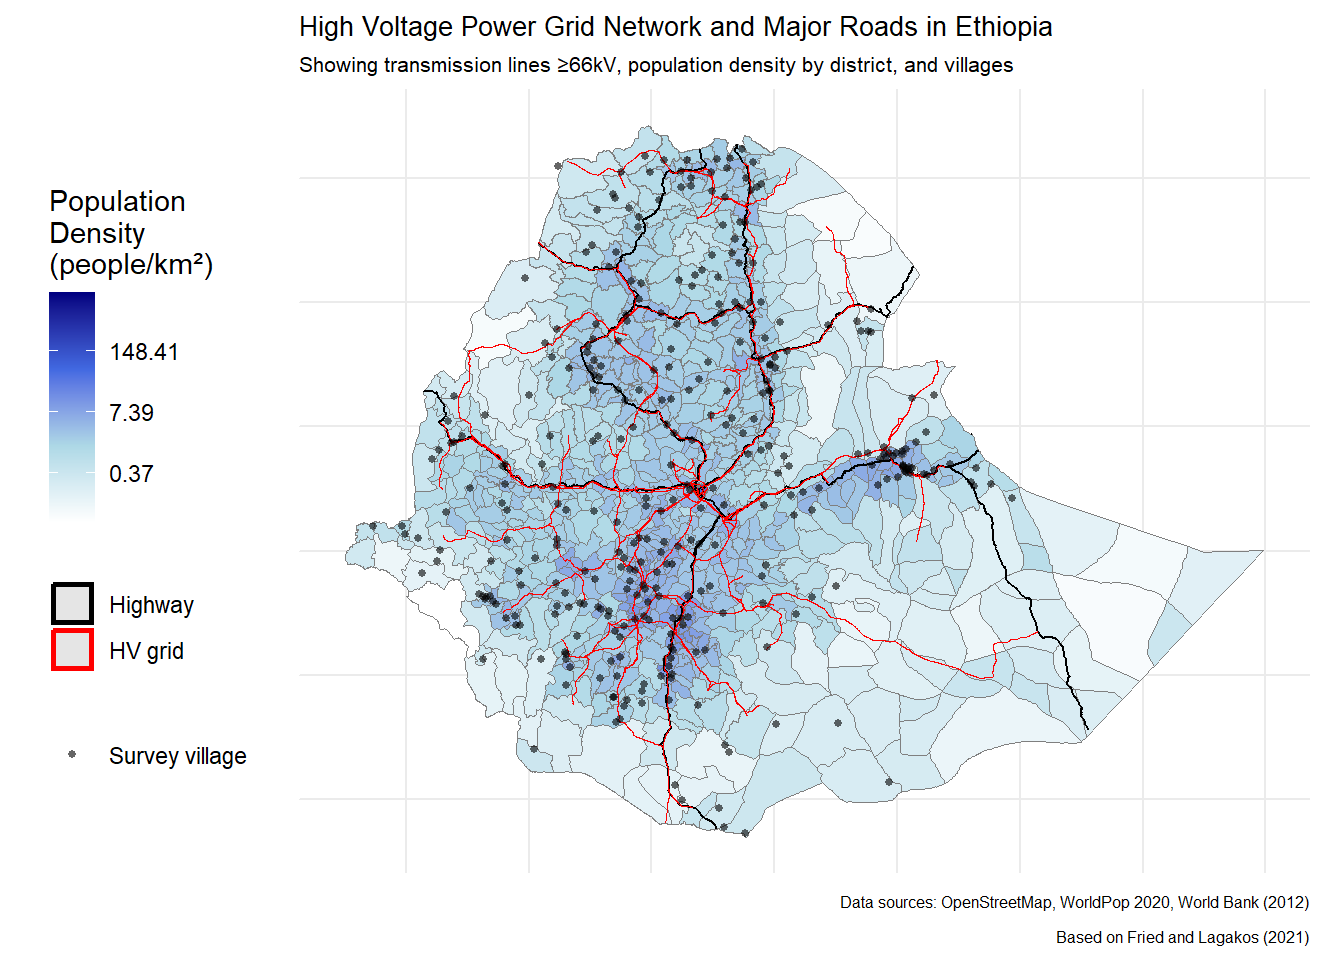 High Voltage Power Grid Network and Major Roads in Ethiopia
Showing transmission lines ≥66kV, population density by district, and villages
Population
Density
(people/km²)
148.41
7.39
0.37
Highway
HV grid
Survey village
Data sources: OpenStreetMap, WorldPop 2020, World Bank (2012)
Based on Fried and Lagakos (2021)